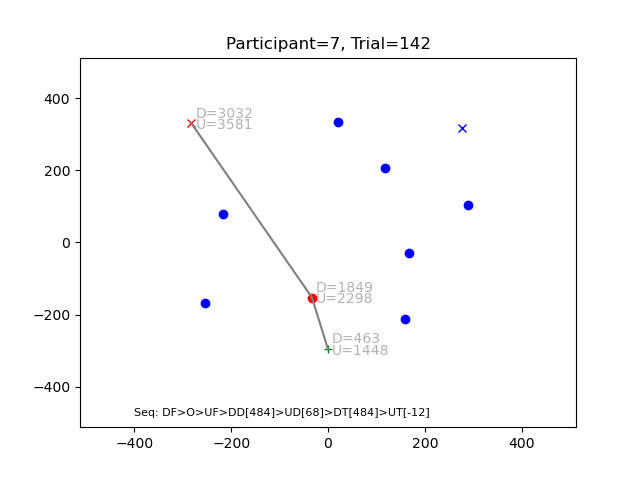 Participant=7, Trial=142
400
200
0
−200
−400
D=3032
U=3581
D=1849
U=2298
D=463
U=1448
Seq: DF>O>UF>DD[484]>UD[68]>DT[484]>UT[-12]
−400
−200
0
200
400